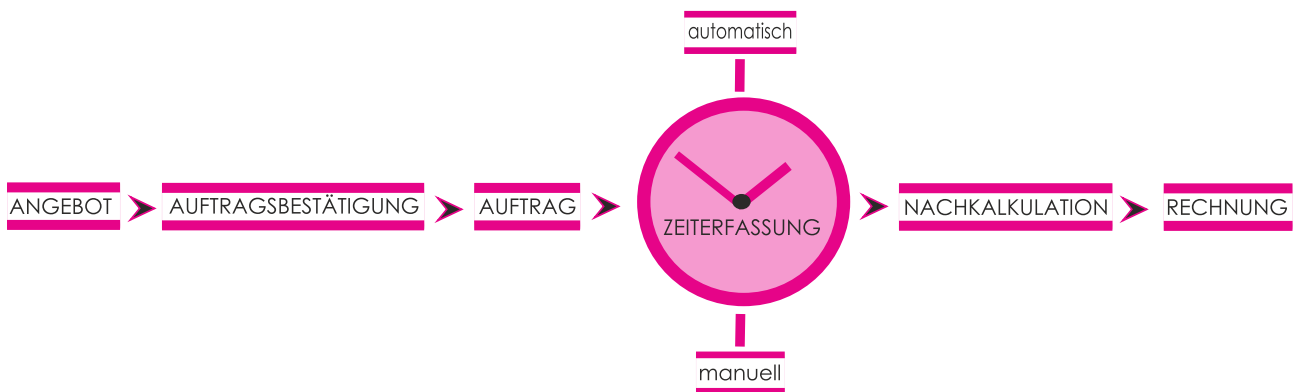 automatisch
ANGEBOT
AUFTRAGSBESTÄTIGUNG
AUFTRAG
ZEITERFASSUNG
NACHKALKULATION
RECHNUNG
manuell